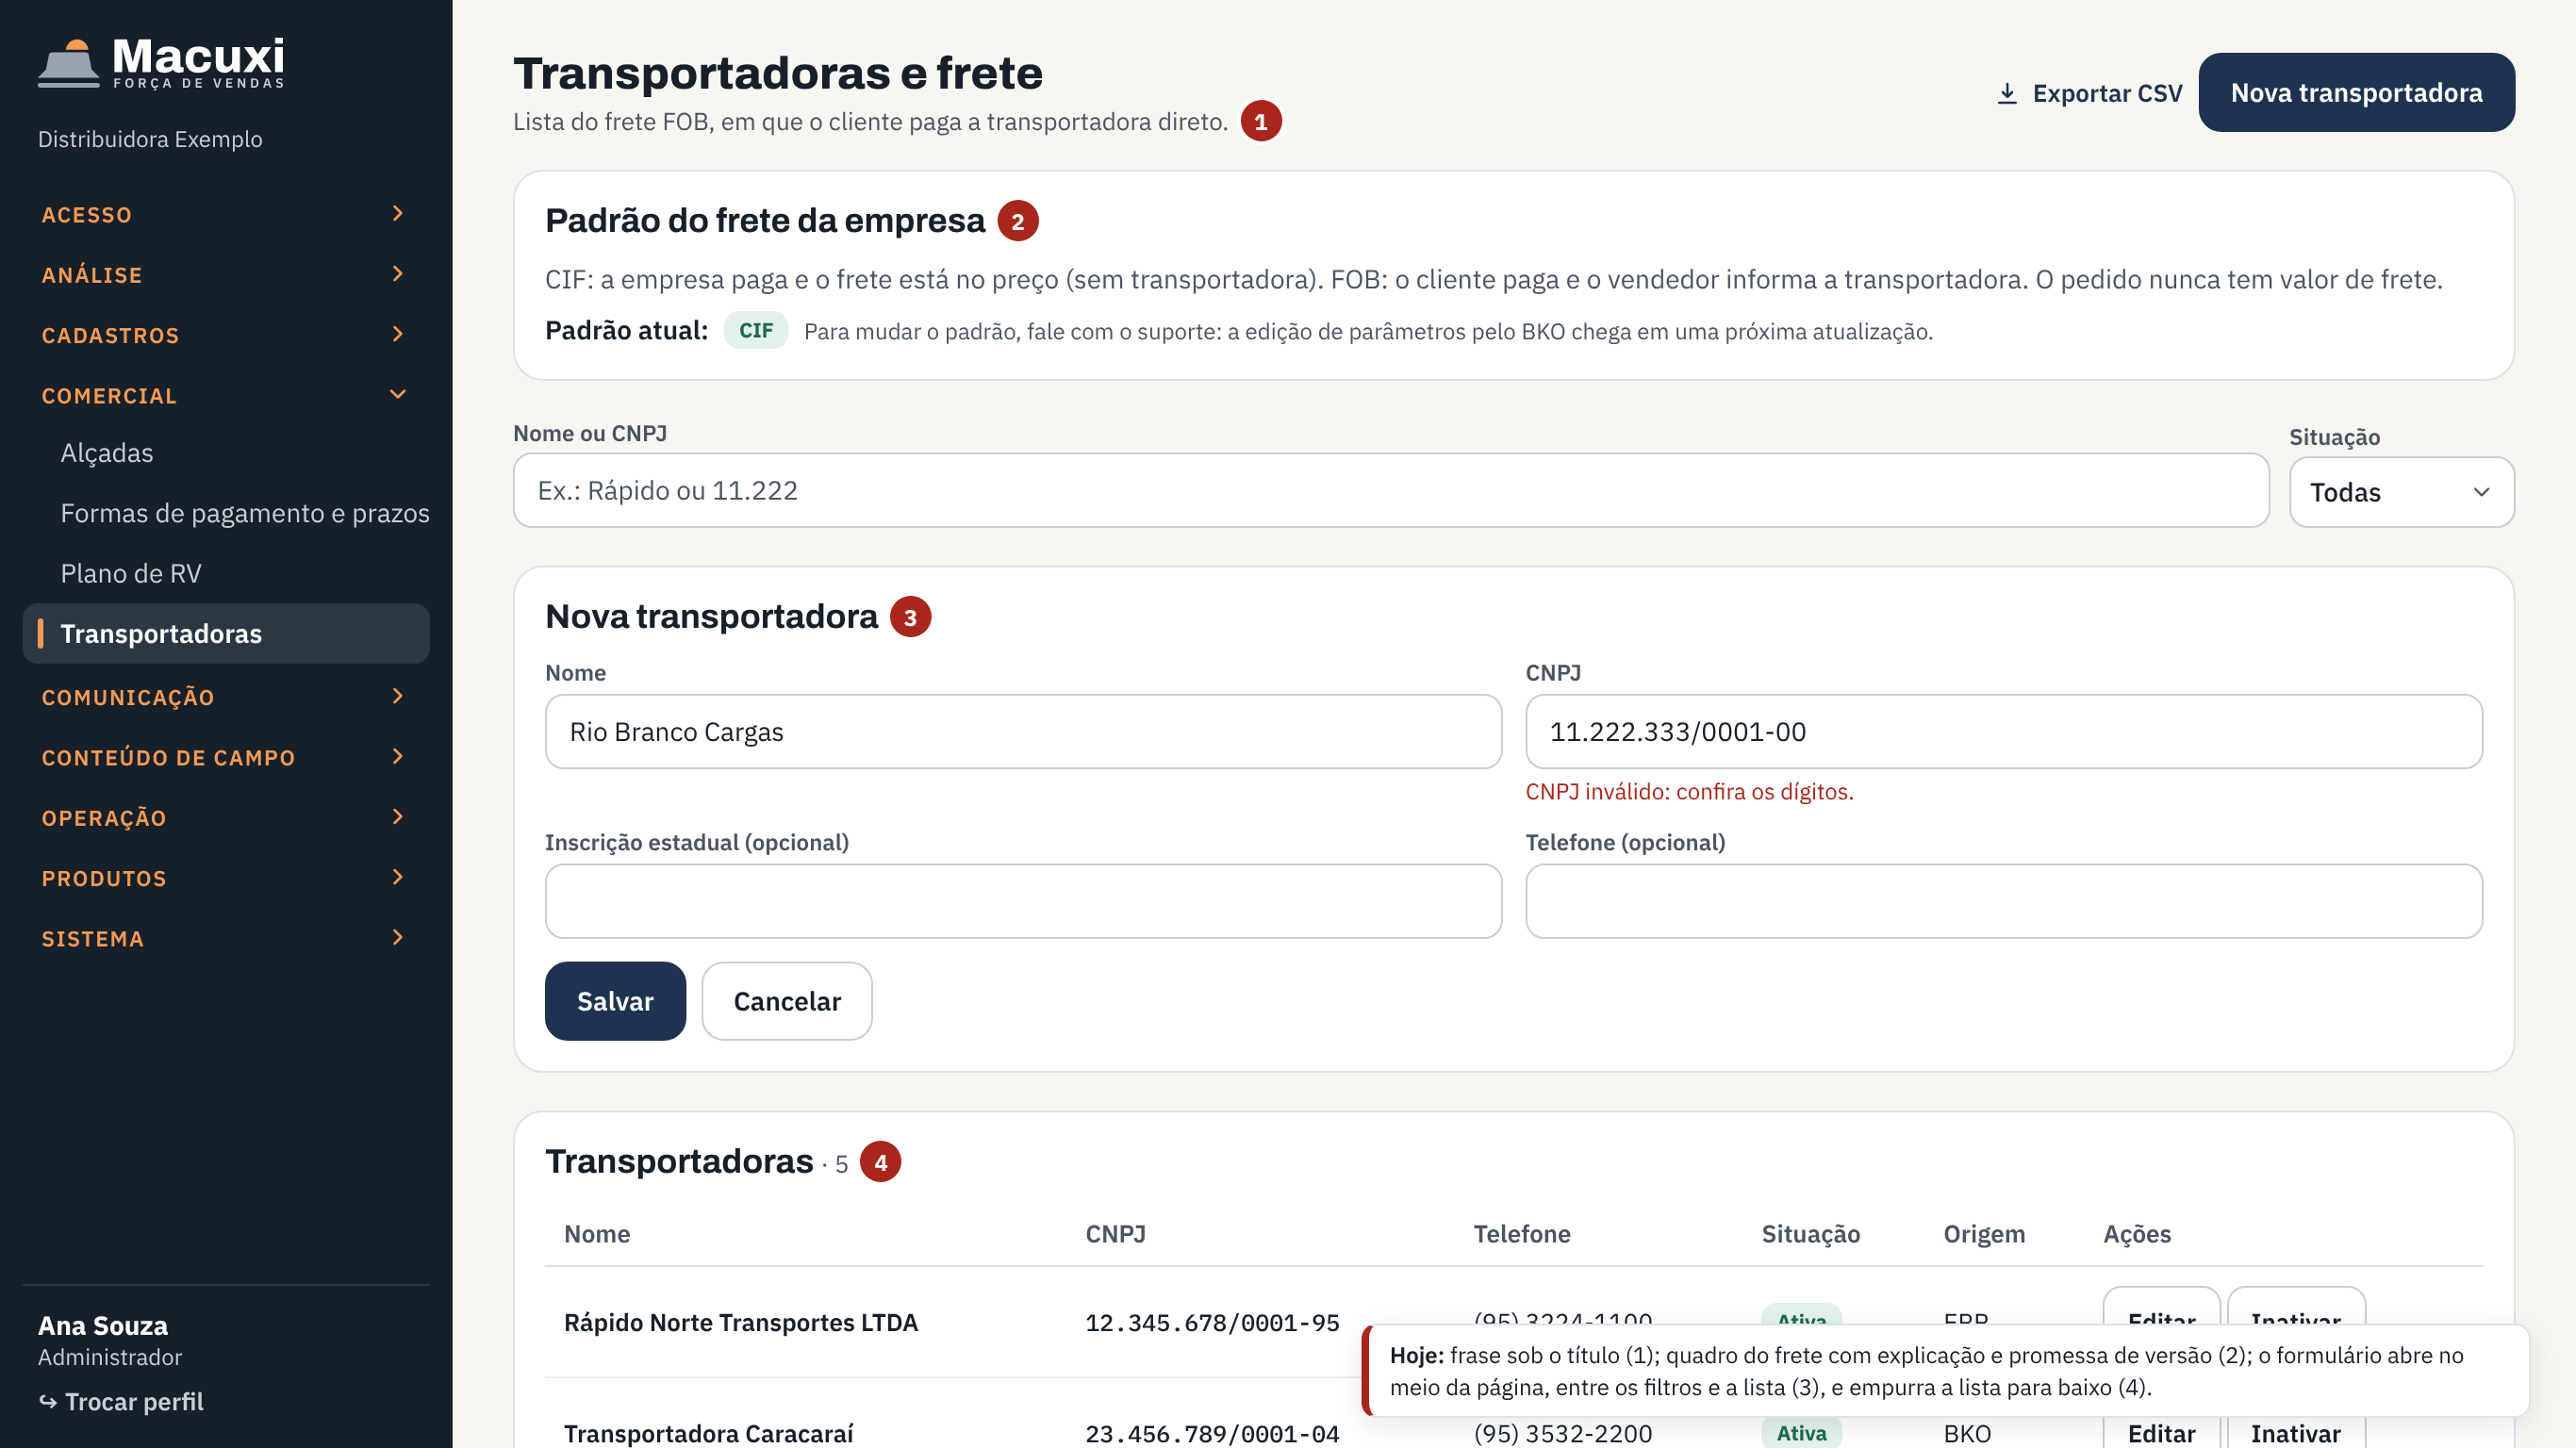 Macuxi
FORÇA DE VENDAS
Distribuidora Exemplo
ACESSO
ANÁLISE
CADASTROS
COMERCIAL
Alçadas
Formas de pagamento e prazos
Plano de RV
Transportadoras
COMUNICAÇÃO
CONTEÚDO DE CAMPO
OPERAÇÃO
PRODUTOS
SISTEMA
Ana Souza
Administrador
Trocar perfil
Transportadoras e frete
Lista do frete FOB, em que o cliente paga a transportadora direto. 1
Exportar CSV
Nova transportadora
Padrão do frete da empresa 2
CIF: a empresa paga e o frete está no preço (sem transportadora). FOB: o cliente paga e o vendedor informa a transportadora. O pedido nunca tem valor de frete.
Padrão atual: CIF Para mudar o padrão, fale com o suporte: a edição de parâmetros pelo BKO chega em uma próxima atualização.
Nome ou CNPJ
Ex.: Rápido ou 11.222
Situação
Todas
Nova transportadora 3
Nome
Rio Branco Cargas
CNPJ
11.222.333/0001-00
CNPJ inválido: confira os dígitos.
Inscrição estadual (opcional)
Telefone (opcional)
Salvar
Cancelar
Transportadoras · 5 4
Nome CNPJ Telefone Situação Origem Ações
Rápido Norte Transportes LTDA 12.345.678/0001-95 (95) 3224-1100 Ativa ERP Editar Inativar
Hoje: frase sob o título (1); quadro do frete com explicação e promessa de versão (2); o formulário abre no
meio da página, entre os filtros e a lista (3), e empurra a lista para baixo (4).
Transportadora Caracaraí 23.456.789/0001-04 (95) 3532-2200 Ativa BKO Editar Inativar